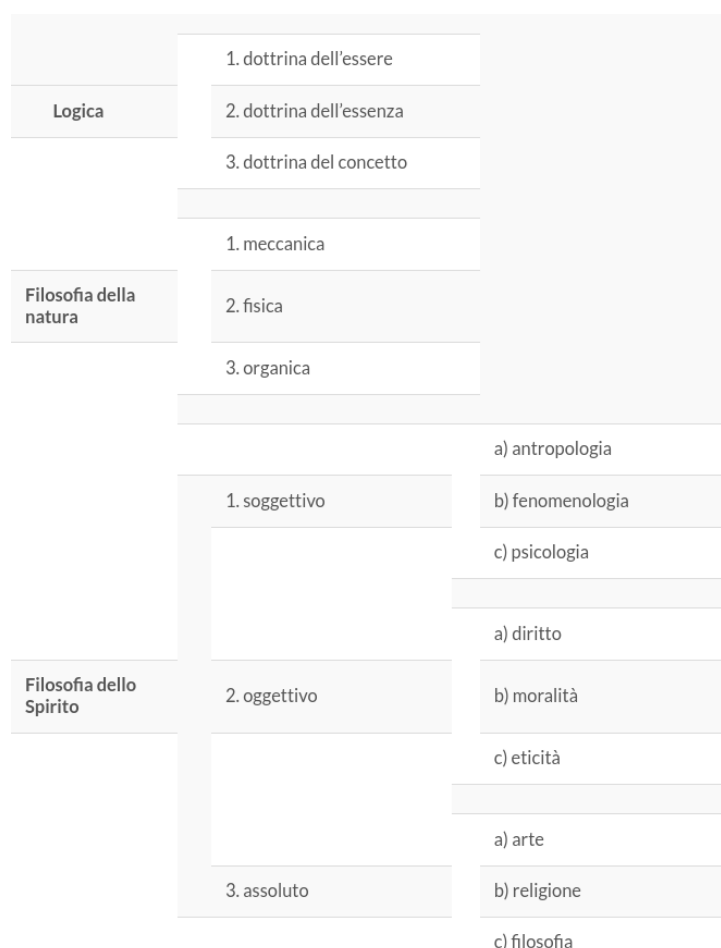 1. dottrina dell’essere
Logica
2. dottrina dell’essenza
3. dottrina del concetto
1. meccanica
Filosofia della
natura
2. fisica
3. organica
a) antropologia
1. soggettivo
b) fenomenologia
c) psicologia
a) diritto
Filosofia dello
Spirito
2. oggettivo
b) moralità
c) eticità
a) arte
3. assoluto
b) religione
c) filosofia